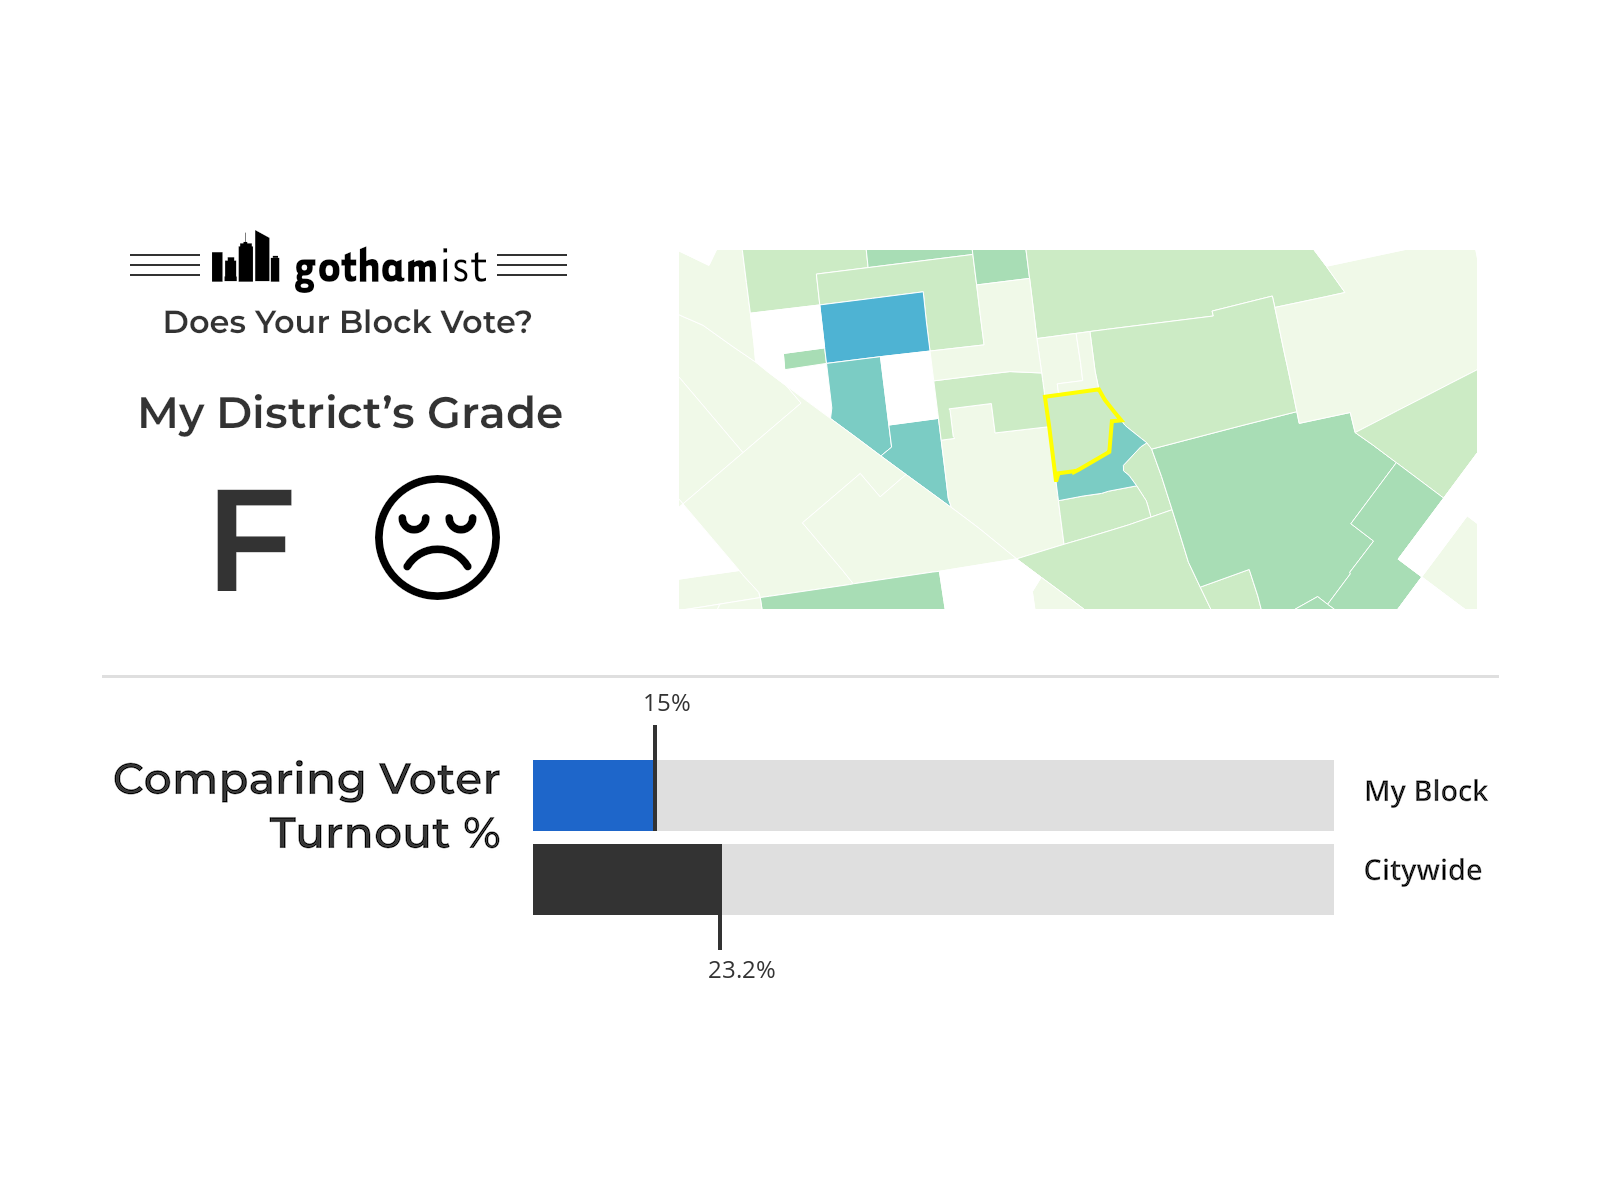 gothamist
Does Your Block Vote?
My District’s Grade
F
15%
Comparing Voter
Turnout %
My Block
Citywide
23.2%